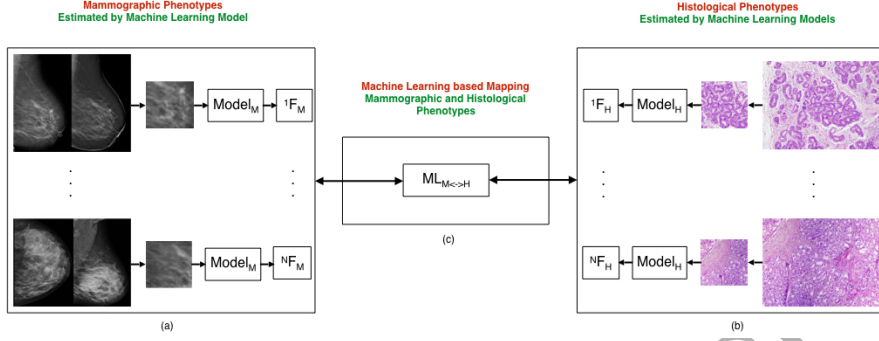 Mammographic Phenotypes
Estimated by Machine Learning Model
Histological Phenotypes
Estimated by Machine Learning Models
Machine Learning based Mapping
Mammographic and Histological
Phenotypes
Model_M
¹F_M
¹F_H
Model_H
ML_M<->H
(c)
Model_M
ᴺF_M
ᴺF_H
Model_H
(a)
(b)